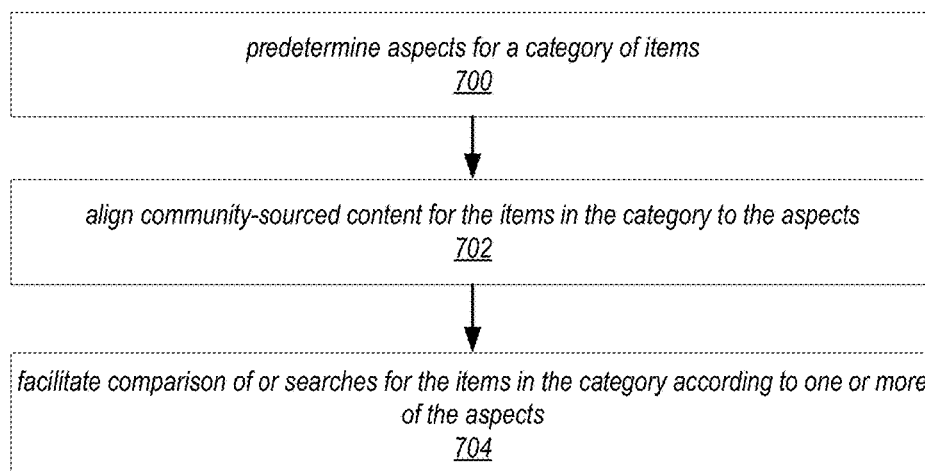 predetermine aspects for a category of items
700
align community-sourced content for the items in the category to the aspects
702
facilitate comparison of or searches for the items in the category according to one or more
of the aspects
704